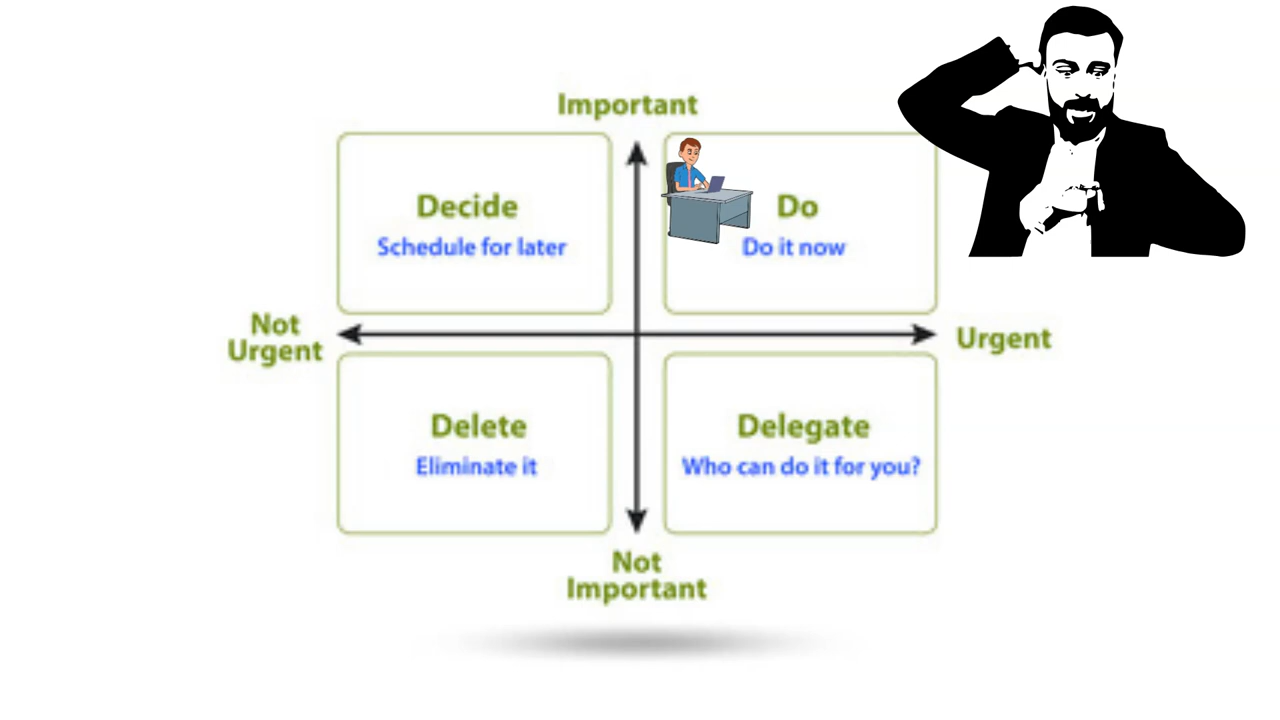 Important
Decide
Schedule for later
Do
Do it now
Not
Urgent
Urgent
Delete
Eliminate it
Delegate
Who can do it for you?
Not
Important